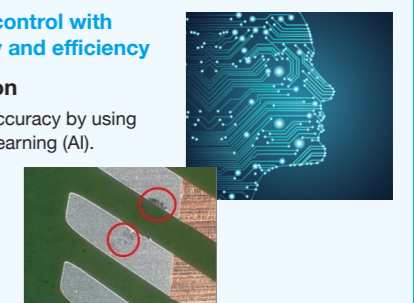 control with
y and efficiency
on
ccuracy by using
earning (AI).